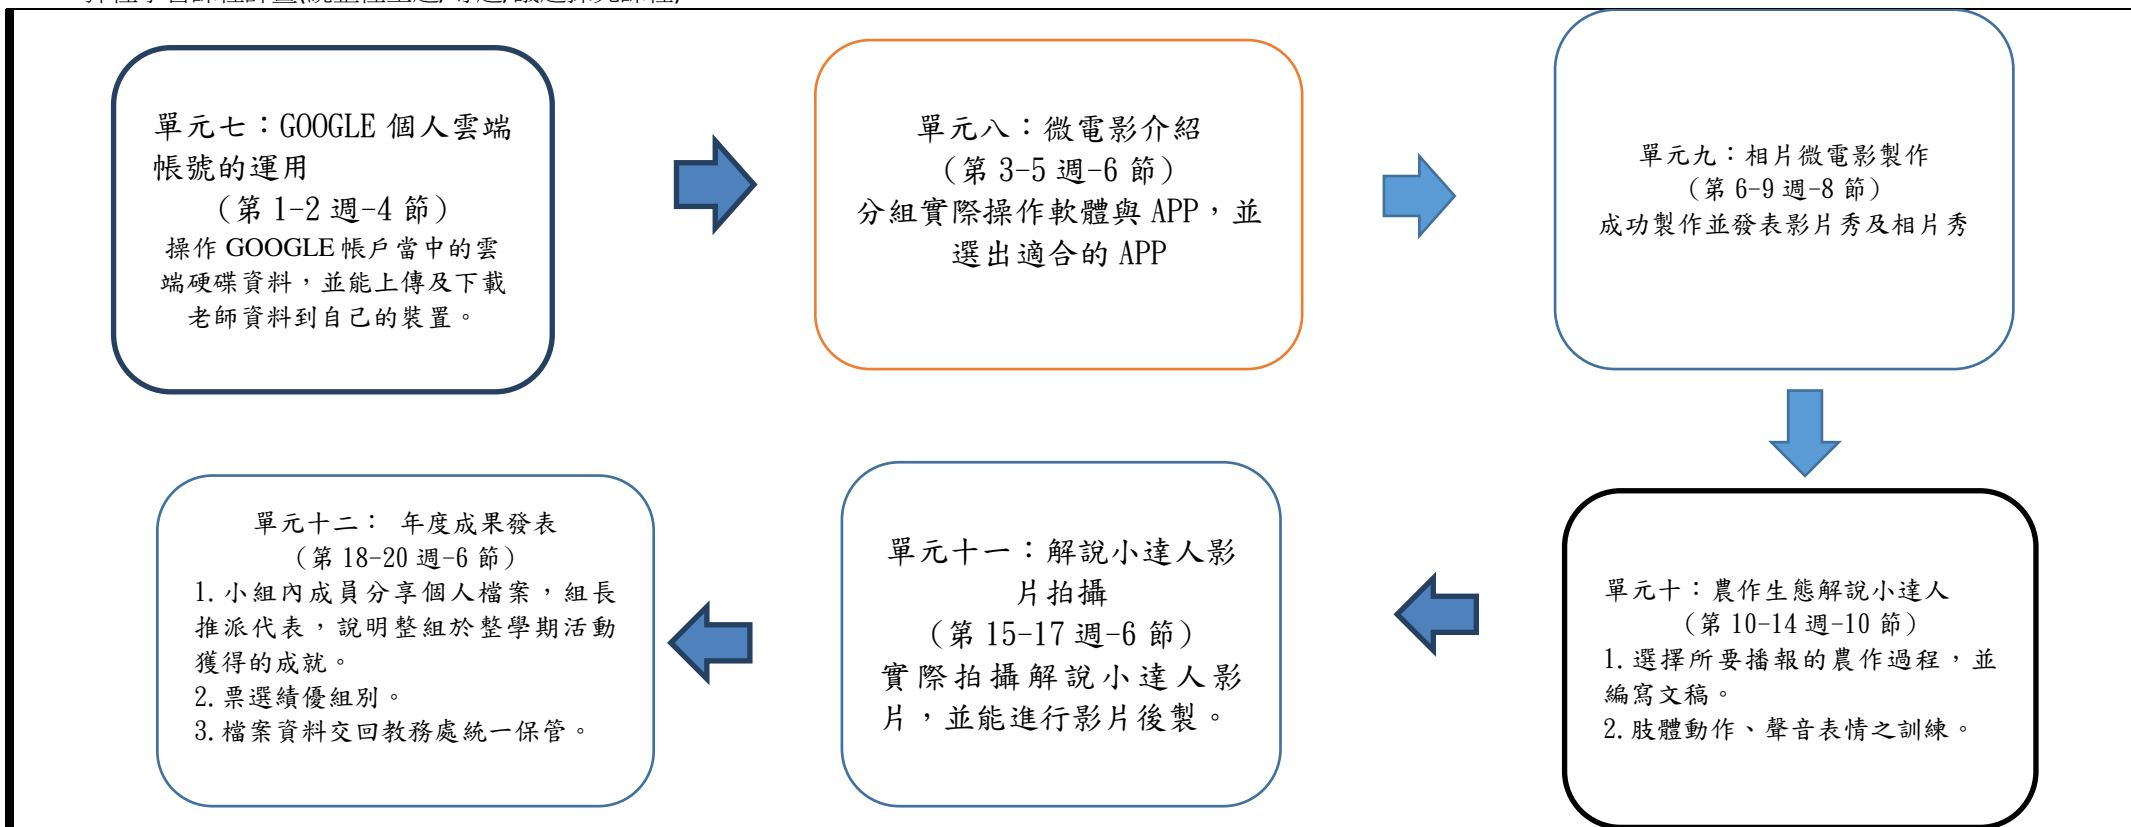 單元七：GOOGLE 個人雲端
帳號的運用
（第 1-2 週-4 節）
操作 GOOGLE 帳戶當中的雲
端硬碟資料，並能上傳及下載
老師資料到自己的裝置。
單元八：微電影介紹
（第 3-5 週-6 節）
分組實際操作軟體與 APP，並
選出適合的 APP
單元九：相片微電影製作
（第 6-9 週-8 節）
成功製作並發表影片秀及相片秀
單元十：農作生態解說小達人
（第 10-14 週-10 節）
1.選擇所要播報的農作過程，並
編寫文稿。
2.肢體動作、聲音表情之訓練。
單元十一：解說小達人影
片拍攝
（第 15-17 週-6 節）
實際拍攝解說小達人影
片，並能進行影片後製。
單元十二： 年度成果發表
（第 18-20 週-6 節）
1.小組內成員分享個人檔案，組長
推派代表，說明整組於整學期活動
獲得的成就。
2.票選績優組別。
3.檔案資料交回教務處統一保管。